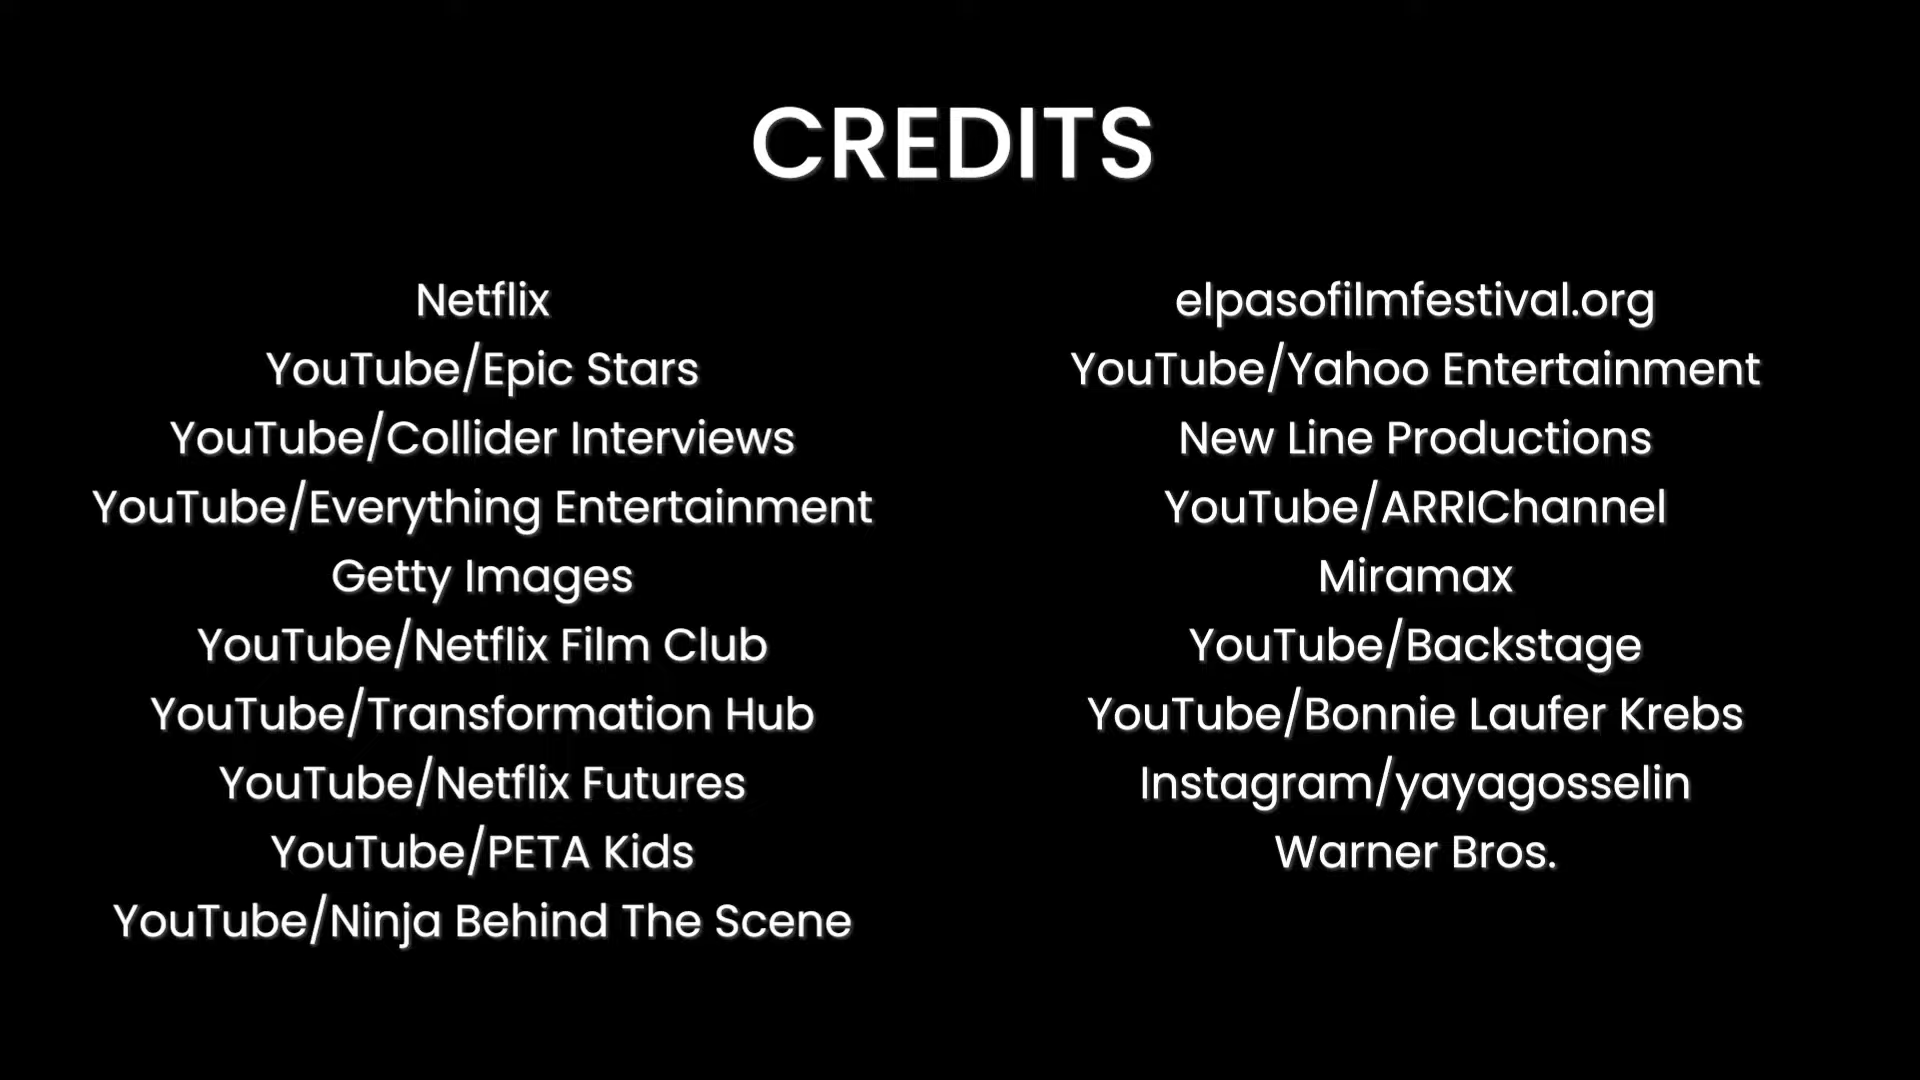 CREDITS
Netflix
YouTube/Epic Stars
YouTube/Collider Interviews
YouTube/Everything Entertainment
Getty Images
YouTube/Netflix Film Club
YouTube/Transformation Hub
YouTube/Netflix Futures
YouTube/PETA Kids
YouTube/Ninja Behind The Scene
elpasofilmfestival.org
YouTube/Yahoo Entertainment
New Line Productions
YouTube/ARRIChannel
Miramax
YouTube/Backstage
YouTube/Bonnie Laufer Krebs
Instagram/yayagosselin
Warner Bros.